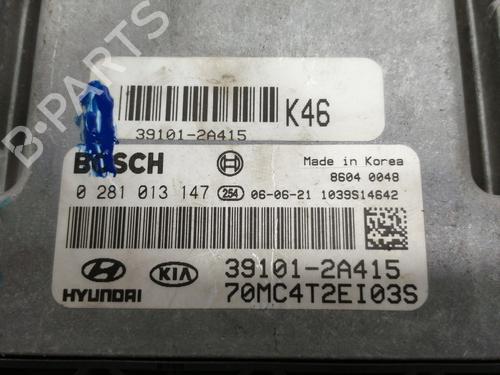 K46
39101-2A415
BOSCH
Made in Korea
8604 0048
0 281 013 147 254 06-06-21 1039S14642
HYUNDAI KIA 39101-2A415
70MC4T2EI03S
B-PARTS